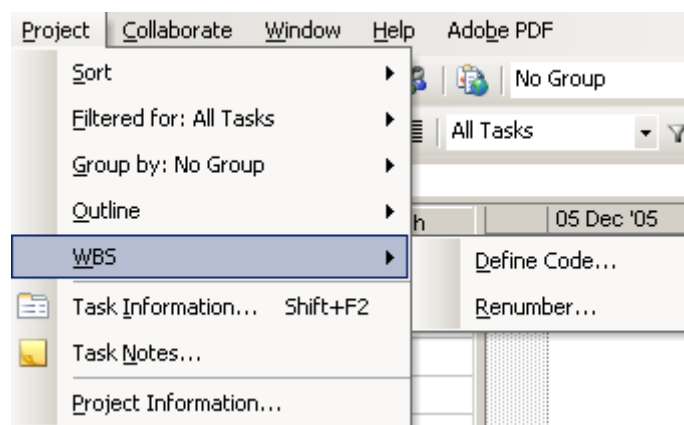 Project Collaborate Window Help Adobe PDF
Sort
No Group
Filtered for: All Tasks
All Tasks
Group by: No Group
Outline
h 05 Dec '05
WBS
Define Code...
Task Information... Shift+F2
Renumber...
Task Notes...
Project Information...